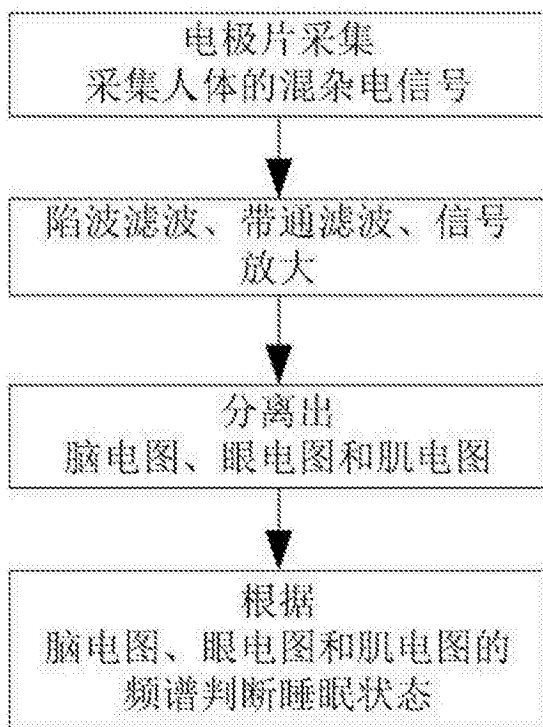 电极片采集
采集人体的混杂电信号
陷波滤波、带通滤波、信号
放大
分离出
脑电图、眼电图和肌电图
根据
脑电图、眼电图和肌电图的
频谱判断睡眠状态